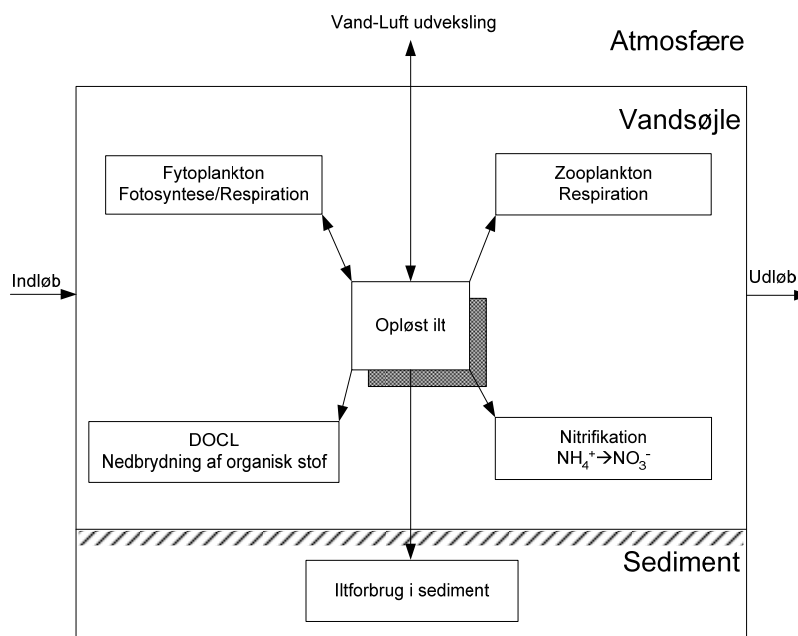 Vand-Luft udveksling
Atmosfære
Vandsøjle
Fytoplankton
Fotosyntese/Respiration
Zooplankton
Respiration
Indløb
Udløb
Opløst ilt
DOCL
Nedbrydning af organisk stof
Nitrifikation
NH₄⁺→NO₃⁻
Sediment
Iltforbrug i sediment